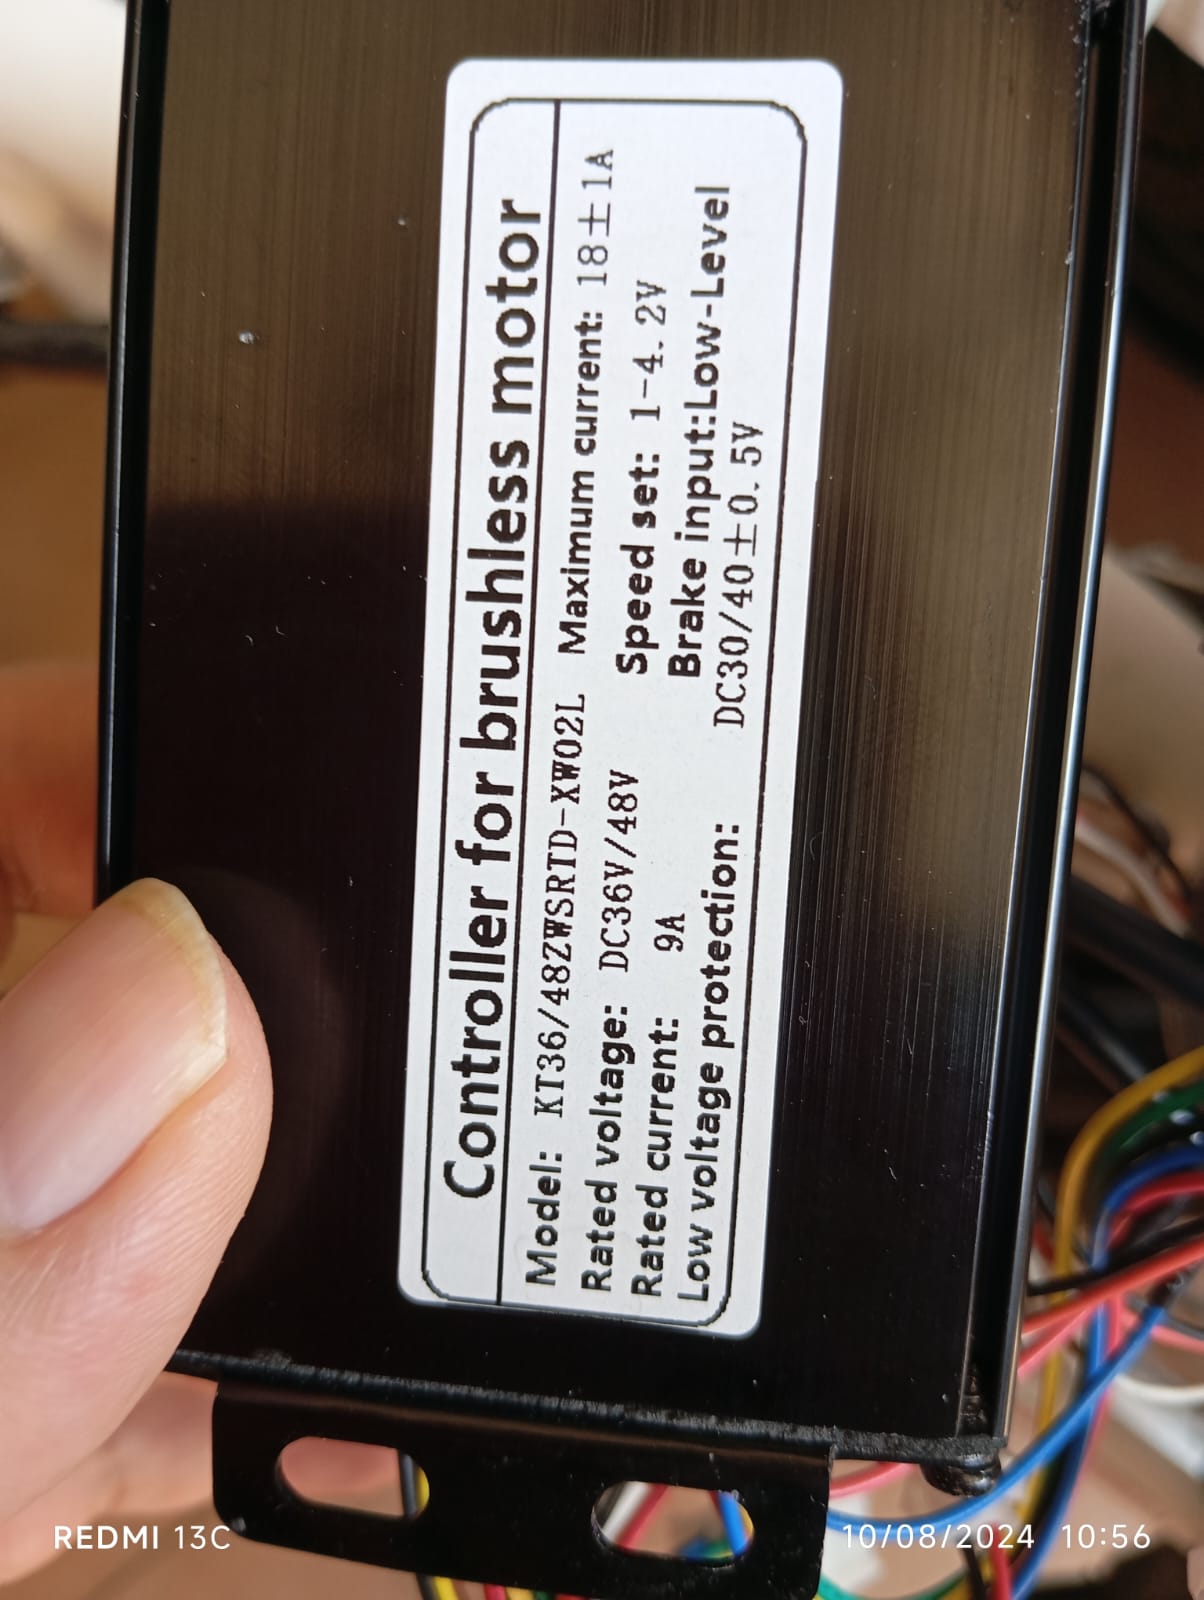 Controller for brushless motor
Model: KT36/48ZWSRTD-XW02L Maximum current: 18±1A
Rated voltage: DC36V/48V Speed set: 1-4.2V
Rated current: 9A Brake input:Low-Level
Low voltage protection: DC30/40±0.5V
REDMI 13C
10/08/2024 10:56